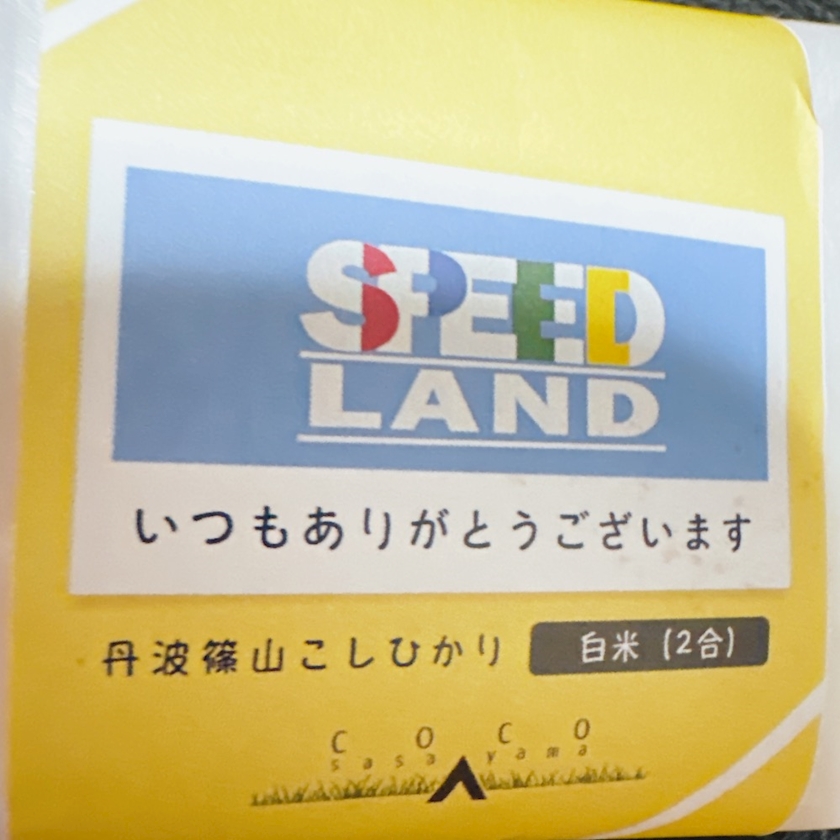 SPEED
LAND
いつもありがとうございます
丹波篠山こしひかり 白米（2合）
COCO
sasayama